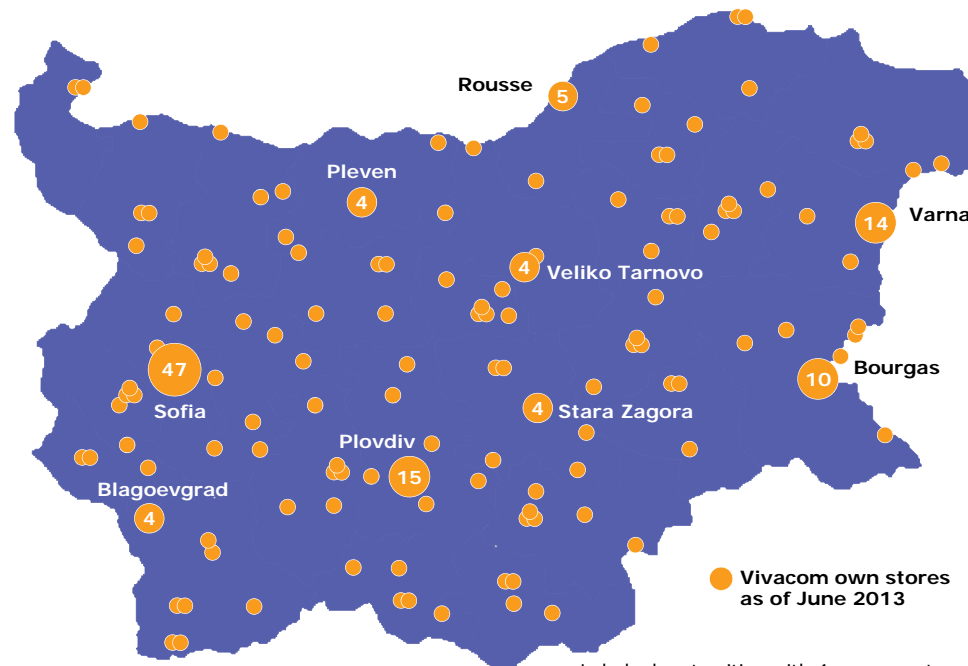 Rousse
5
Pleven
4
Varna
14
4
Veliko Tarnovo
47
Sofia
10
Bourgas
4
Stara Zagora
Plovdiv
15
Blagoevgrad
4
Vivacom own stores
as of June 2013